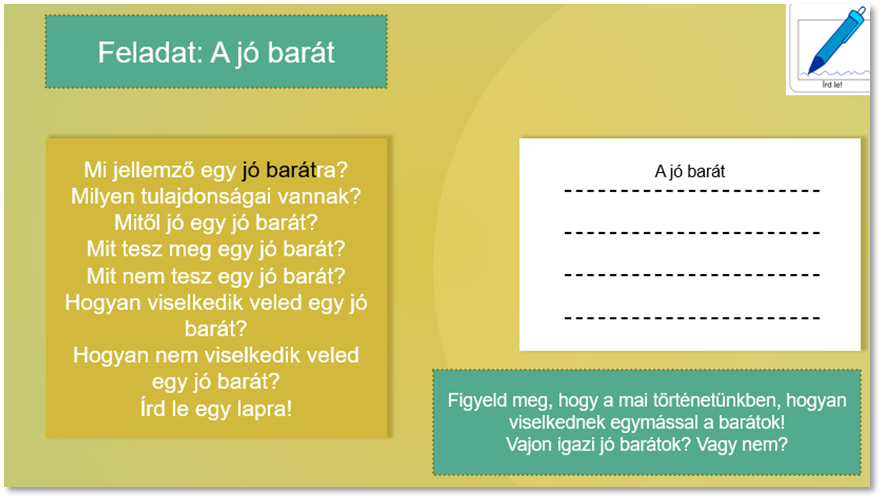 Feladat: A jó barát
Írd le!
Mi jellemző egy jó barátra?
Milyen tulajdonságai vannak?
Mitől jó egy jó barát?
Mit tesz meg egy jó barát?
Mit nem tesz egy jó barát?
Hogyan viselkedik veled egy jó
barát?
Hogyan nem viselkedik veled
egy jó barát?
Írd le egy lapra!
A jó barát
Figyeld meg, hogy a mai történetünkben, hogyan
viselkednek egymással a barátok!
Vajon igazi jó barátok? Vagy nem?